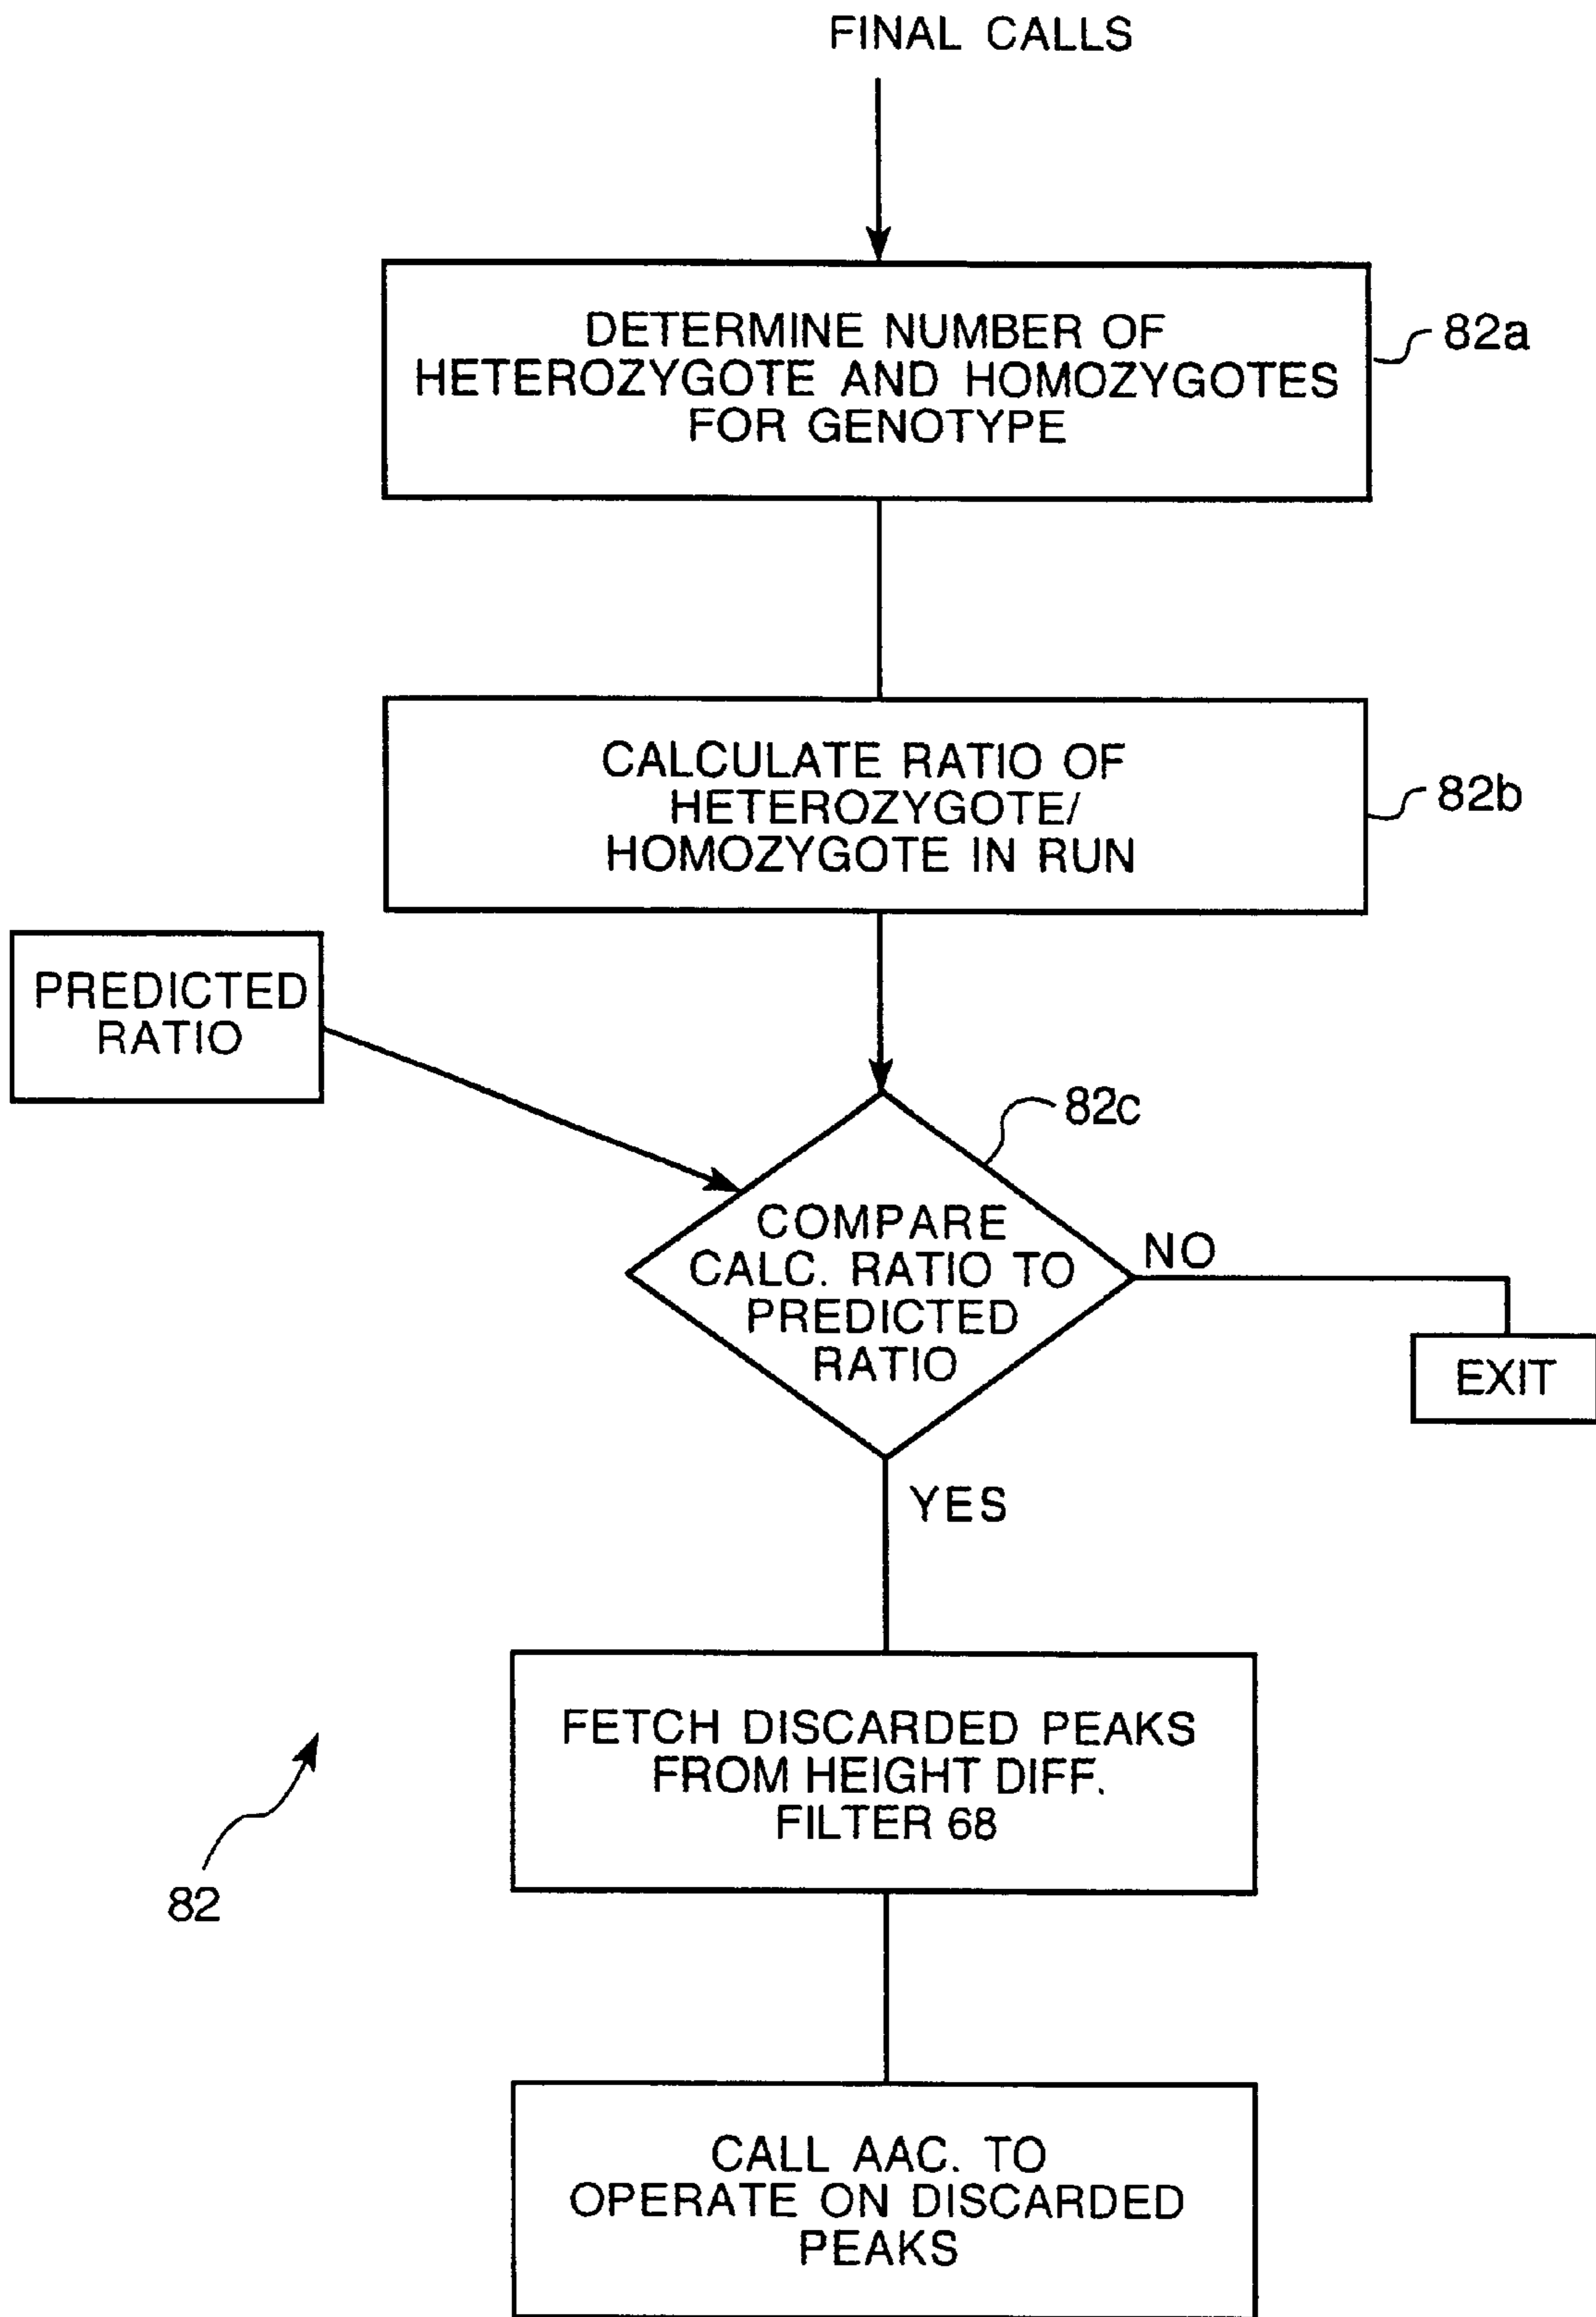 FINAL CALLS
DETERMINE NUMBER OF
HETEROZYGOTE AND HOMOZYGOTES
FOR GENOTYPE
82a
CALCULATE RATIO OF
HETEROZYGOTE/
HOMOZYGOTE IN RUN
82b
PREDICTED
RATIO
82c
COMPARE
CALC. RATIO TO
PREDICTED
RATIO
NO
EXIT
YES
FETCH DISCARDED PEAKS
FROM HEIGHT DIFF.
FILTER 68
82
CALL AAC. TO
OPERATE ON DISCARDED
PEAKS